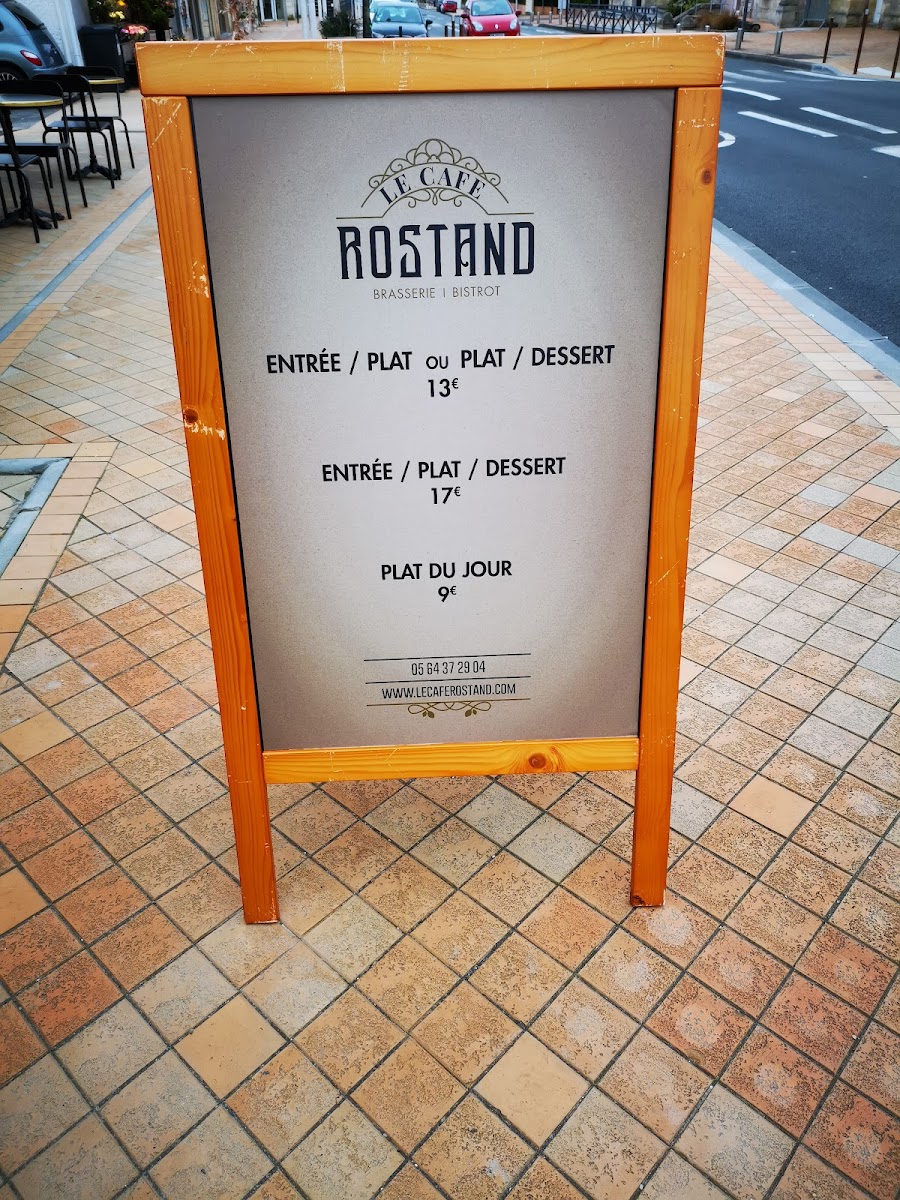 LE CAFE
ROSTAND
BRASSERIE | BISTROT
ENTRÉE / PLAT OU PLAT / DESSERT
13€
ENTRÉE / PLAT / DESSERT
17€
PLAT DU JOUR
9€
05 64 37 29 04
WWW.LECAFEROSTAND.COM